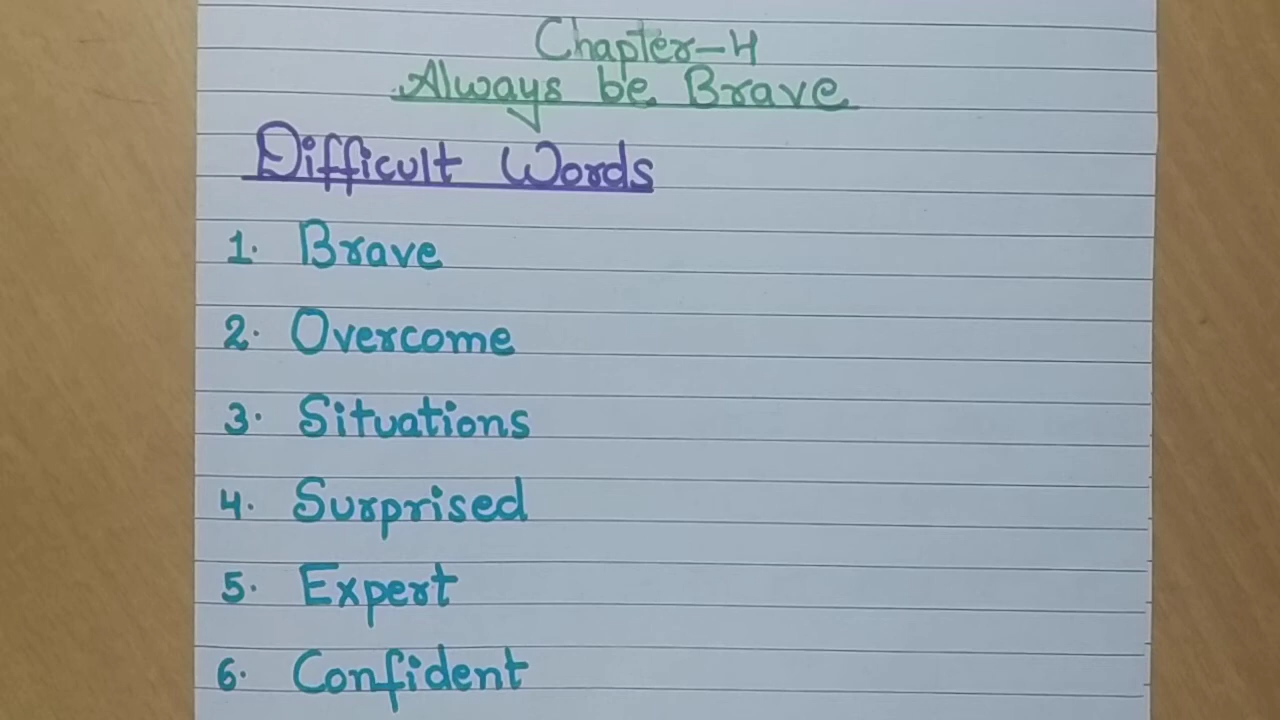 Chapter-4
Always be Brave
Difficult Words
1. Brave
2. Overcome
3. Situations
4. Surprised
5. Expert
6. Confident